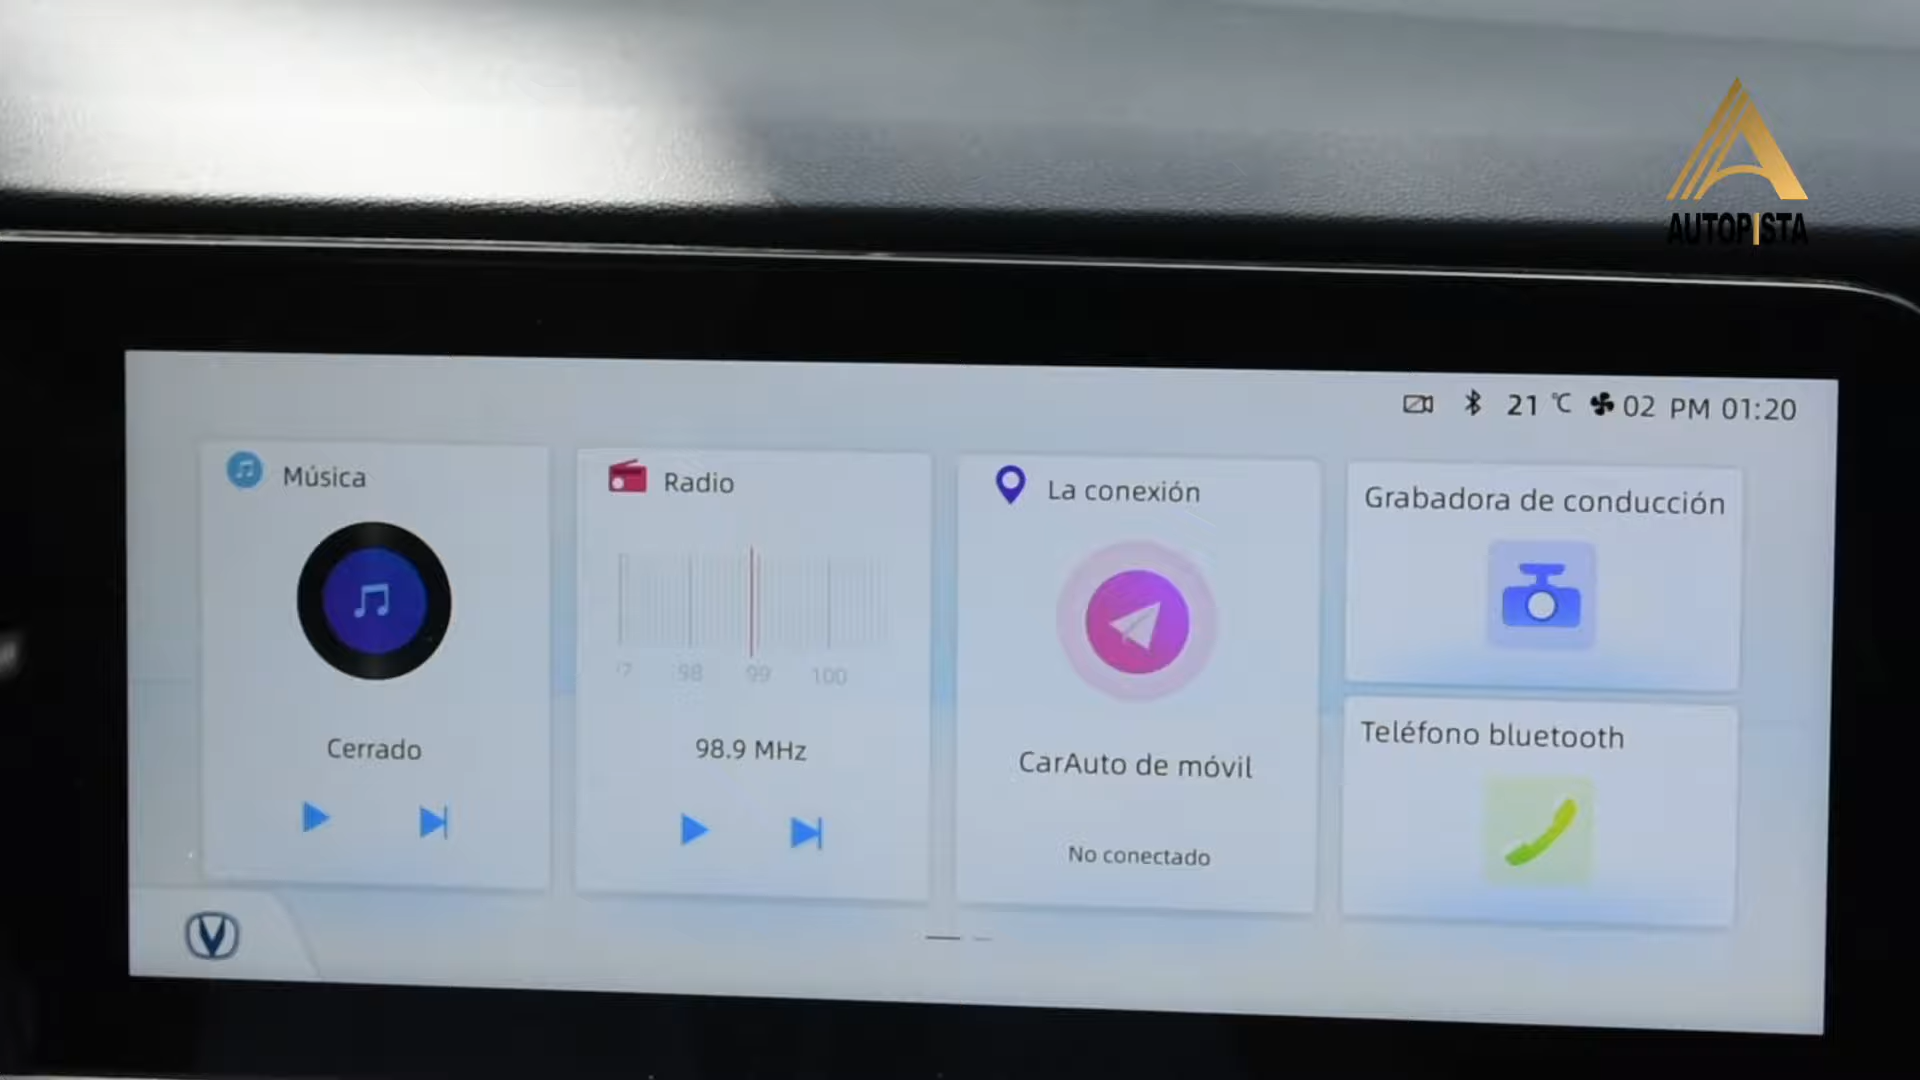 AUTOPISTA
21 °C 02 PM 01:20
Música
Radio
La conexión
Grabadora de conducción
98 99 100
Cerrado
98.9 MHz
CarAuto de móvil
No conectado
Teléfono bluetooth